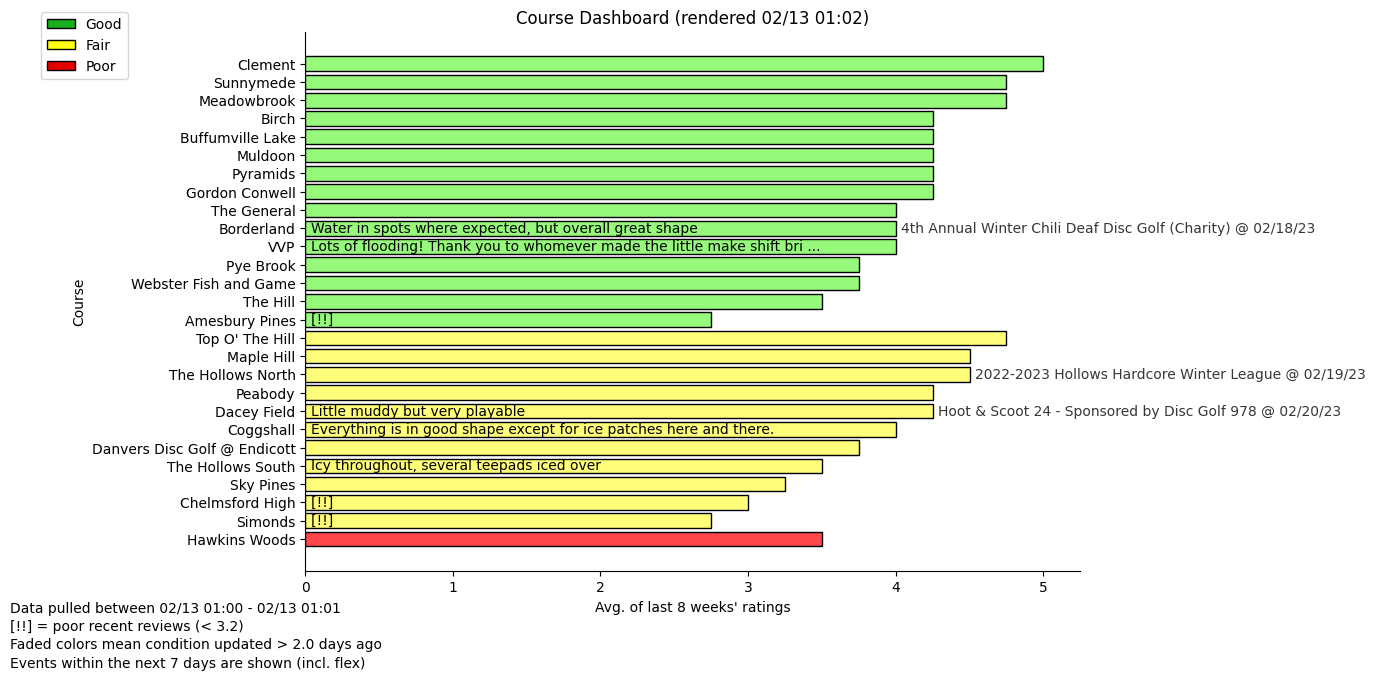 Good
Fair
Poor
Course Dashboard (rendered 02/13 01:02)
Course
Clement
Sunnymede
Meadowbrook
Birch
Buffumville Lake
Muldoon
Pyramids
Gordon Conwell
The General
Borderland Water in spots where expected, but overall great shape 4th Annual Winter Chili Deaf Disc Golf (Charity) @ 02/18/23
VVP Lots of flooding! Thank you to whomever made the little make shift bri ...
Pye Brook
Webster Fish and Game
The Hill
Amesbury Pines [!!]
Top O' The Hill
Maple Hill
The Hollows North 2022-2023 Hollows Hardcore Winter League @ 02/19/23
Peabody
Dacey Field Little muddy but very playable Hoot & Scoot 24 - Sponsored by Disc Golf 978 @ 02/20/23
Coggshall Everything is in good shape except for ice patches here and there.
Danvers Disc Golf @ Endicott
The Hollows South Icy throughout, several teepads iced over
Sky Pines
Chelmsford High [!!]
Simonds [!!]
Hawkins Woods
0 1 2 3 4 5
Avg. of last 8 weeks' ratings
Data pulled between 02/13 01:00 - 02/13 01:01
[!!] = poor recent reviews (< 3.2)
Faded colors mean condition updated > 2.0 days ago
Events within the next 7 days are shown (incl. flex)